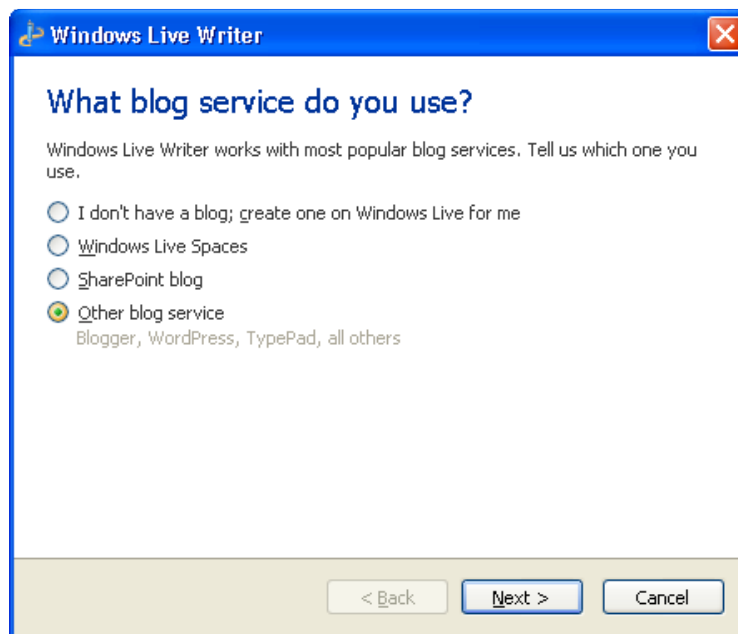 Windows Live Writer
What blog service do you use?
Windows Live Writer works with most popular blog services. Tell us which one you
use.
I don't have a blog; create one on Windows Live for me
Windows Live Spaces
SharePoint blog
Other blog service
Blogger, WordPress, TypePad, all others
< Back Next > Cancel